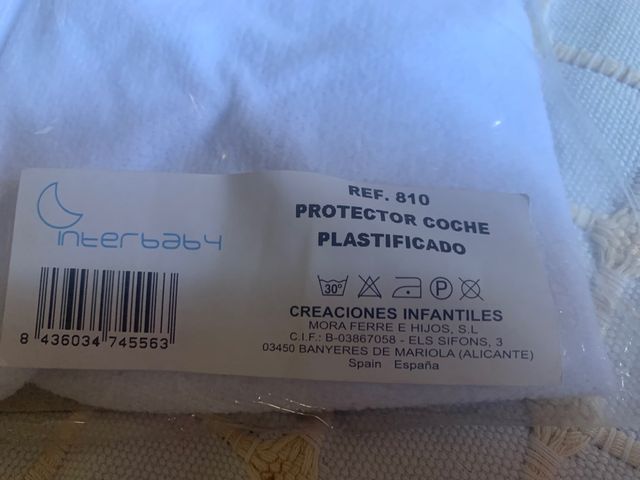 interbaby
8 436034 745563
REF. 810
PROTECTOR COCHE
PLASTIFICADO
30º
P
CREACIONES INFANTILES
MORA FERRE E HIJOS, S.L
C.I.F.: B-03867058 - ELS SIFONS, 3
03450 BANYERES DE MARIOLA (ALICANTE)
Spain España